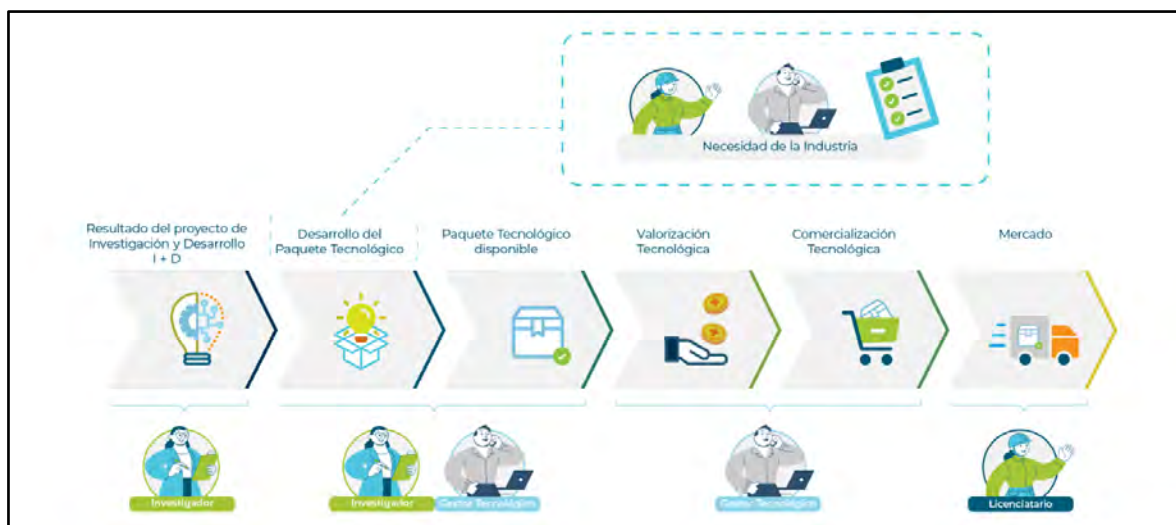 Necesidad de la Industria
Resultado del proyecto de
Investigación y Desarrollo
I + D
Desarrollo del
Paquete Tecnológico
Paquete Tecnológico
disponible
Valorización
Tecnológica
Comercialización
Tecnológica
Mercado
Investigador
Investigador
Gestor Tecnológico
Gestor Tecnológico
Licenciatario